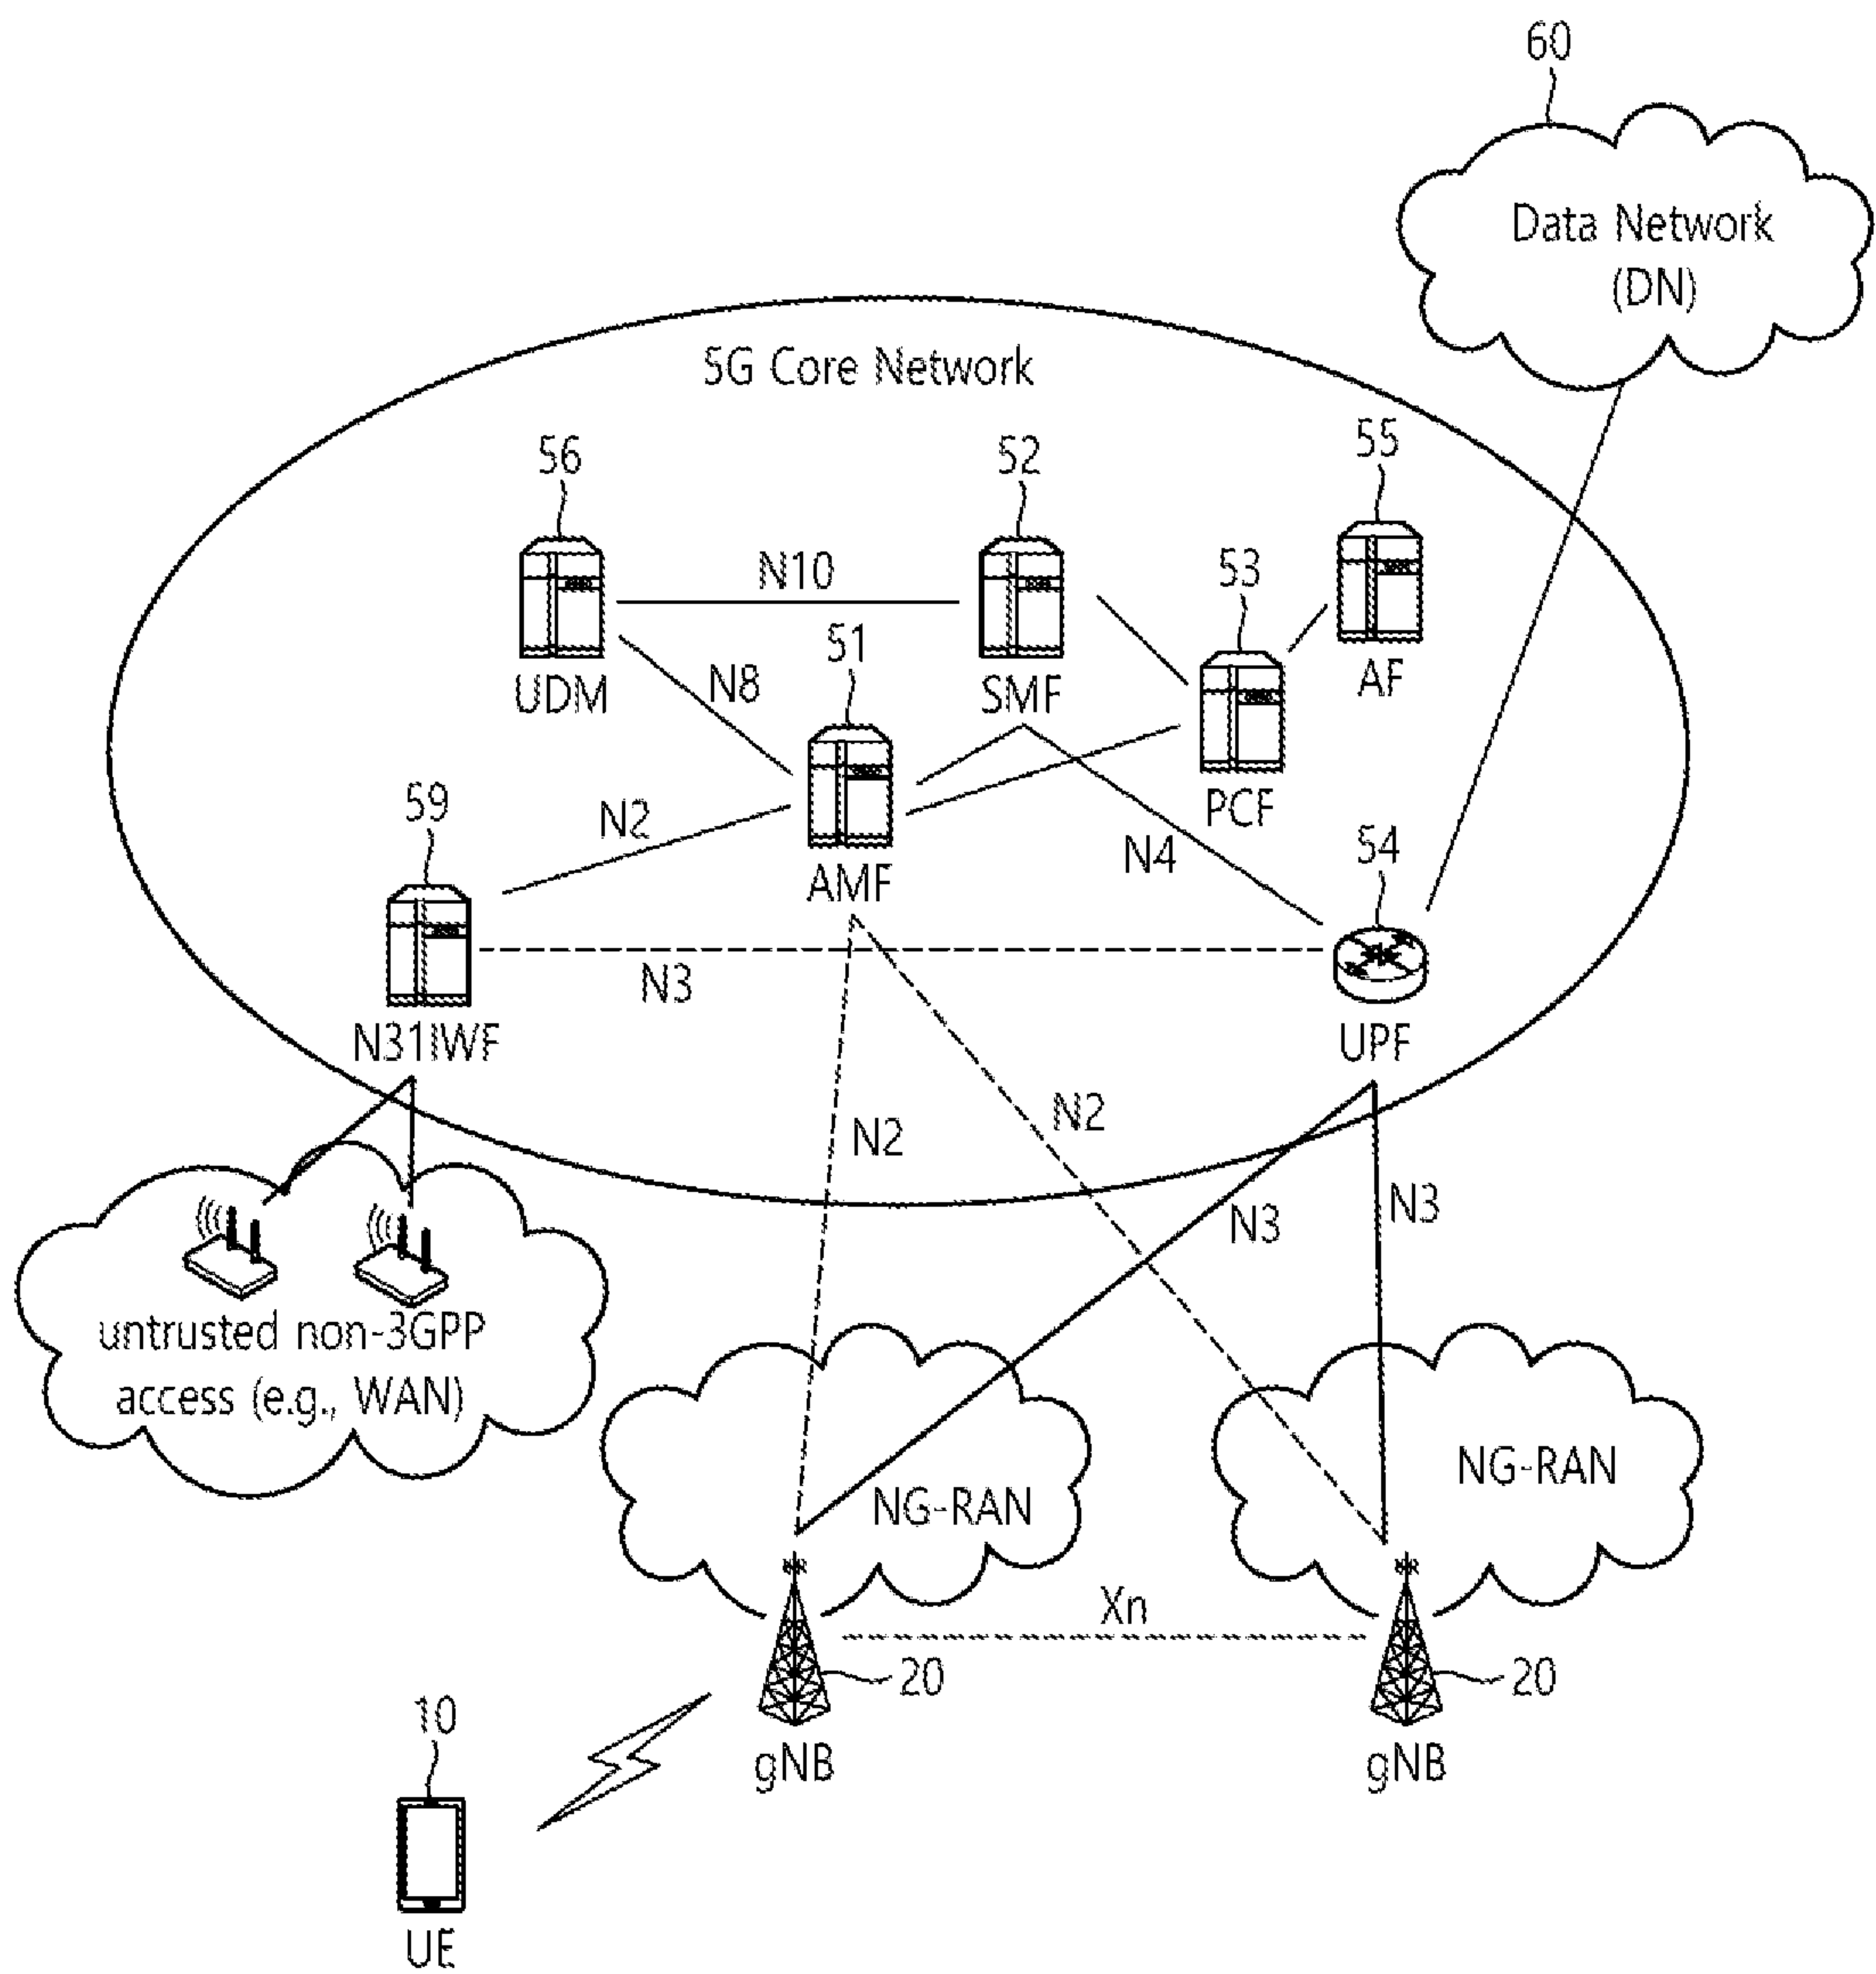 60
Data Network
(DN)
5G Core Network
56
52
55
N10
53
51
UDM
N8
SMF
AF
59
N2
PCF
AMF
N4
54
N3
N31IWF
UPF
N2
N2
N3
N3
untrusted non-3GPP
access (e.g., WAN)
NG-RAN
NG-RAN
Xn
20
20
10
gNB
gNB
UE